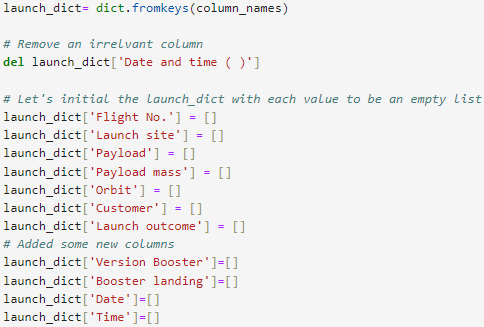 launch_dict= dict.fromkeys(column_names)
# Remove an irrelvant column
del launch_dict['Date and time ( )']
# Let's initial the launch_dict with each value to be an empty list
launch_dict['Flight No.'] = []
launch_dict['Launch site'] = []
launch_dict['Payload'] = []
launch_dict['Payload mass'] = []
launch_dict['Orbit'] = []
launch_dict['Customer'] = []
launch_dict['Launch outcome'] = []
# Added some new columns
launch_dict['Version Booster']=[]
launch_dict['Booster landing']=[]
launch_dict['Date']=[]
launch_dict['Time']=[]